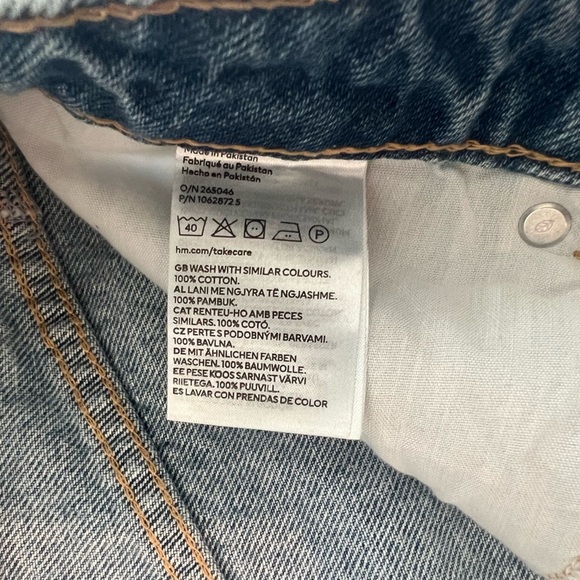 Made in Pakistan
Fabriqué au Pakistan
Hecho en Pakistán
O/N 265046
P/N 1062872 5
40 P
hm.com/takecare
GB WASH WITH SIMILAR COLOURS.
100% COTTON.
AL LANI ME NGJYRA TË NGJASHME.
100% PAMBUK.
CAT RENTEU-HO AMB PECES
SIMILARS. 100% COTÓ.
CZ PERTE S PODOBNÝMI BARVAMI.
100% BAVLNA.
DE MIT ÄHNLICHEN FARBEN
WASCHEN. 100% BAUMWOLLE.
EE PESE KOOS SARNAST VÄRVI
RIIETEGA. 100% PUUVILL.
ES LAVAR CON PRENDAS DE COLOR